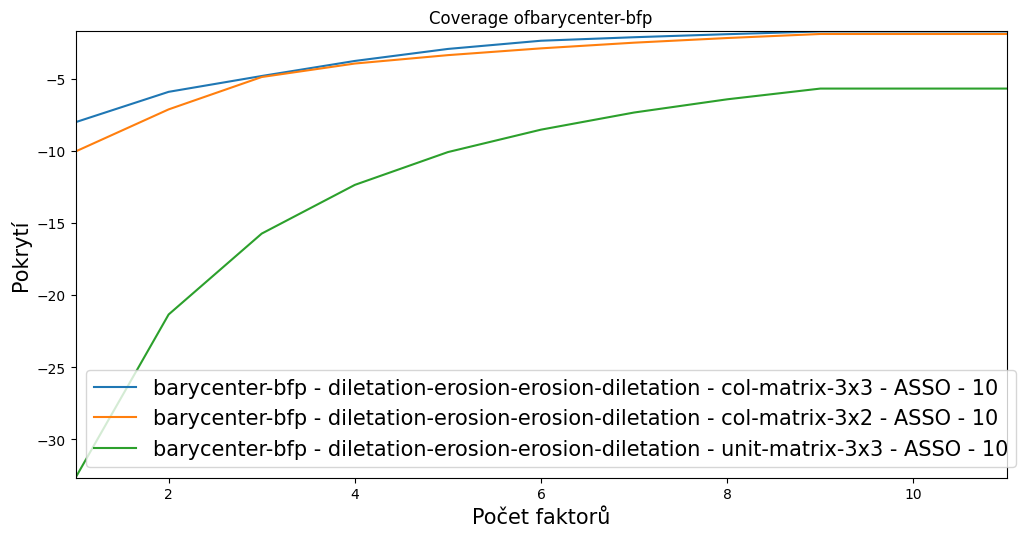 Coverage ofbarycenter-bfp
Pokrytí
−5
−10
−15
−20
−25
−30
barycenter-bfp - diletation-erosion-erosion-diletation - col-matrix-3x3 - ASSO - 10
barycenter-bfp - diletation-erosion-erosion-diletation - col-matrix-3x2 - ASSO - 10
barycenter-bfp - diletation-erosion-erosion-diletation - unit-matrix-3x3 - ASSO - 10
2 4 6 8 10
Počet faktorů